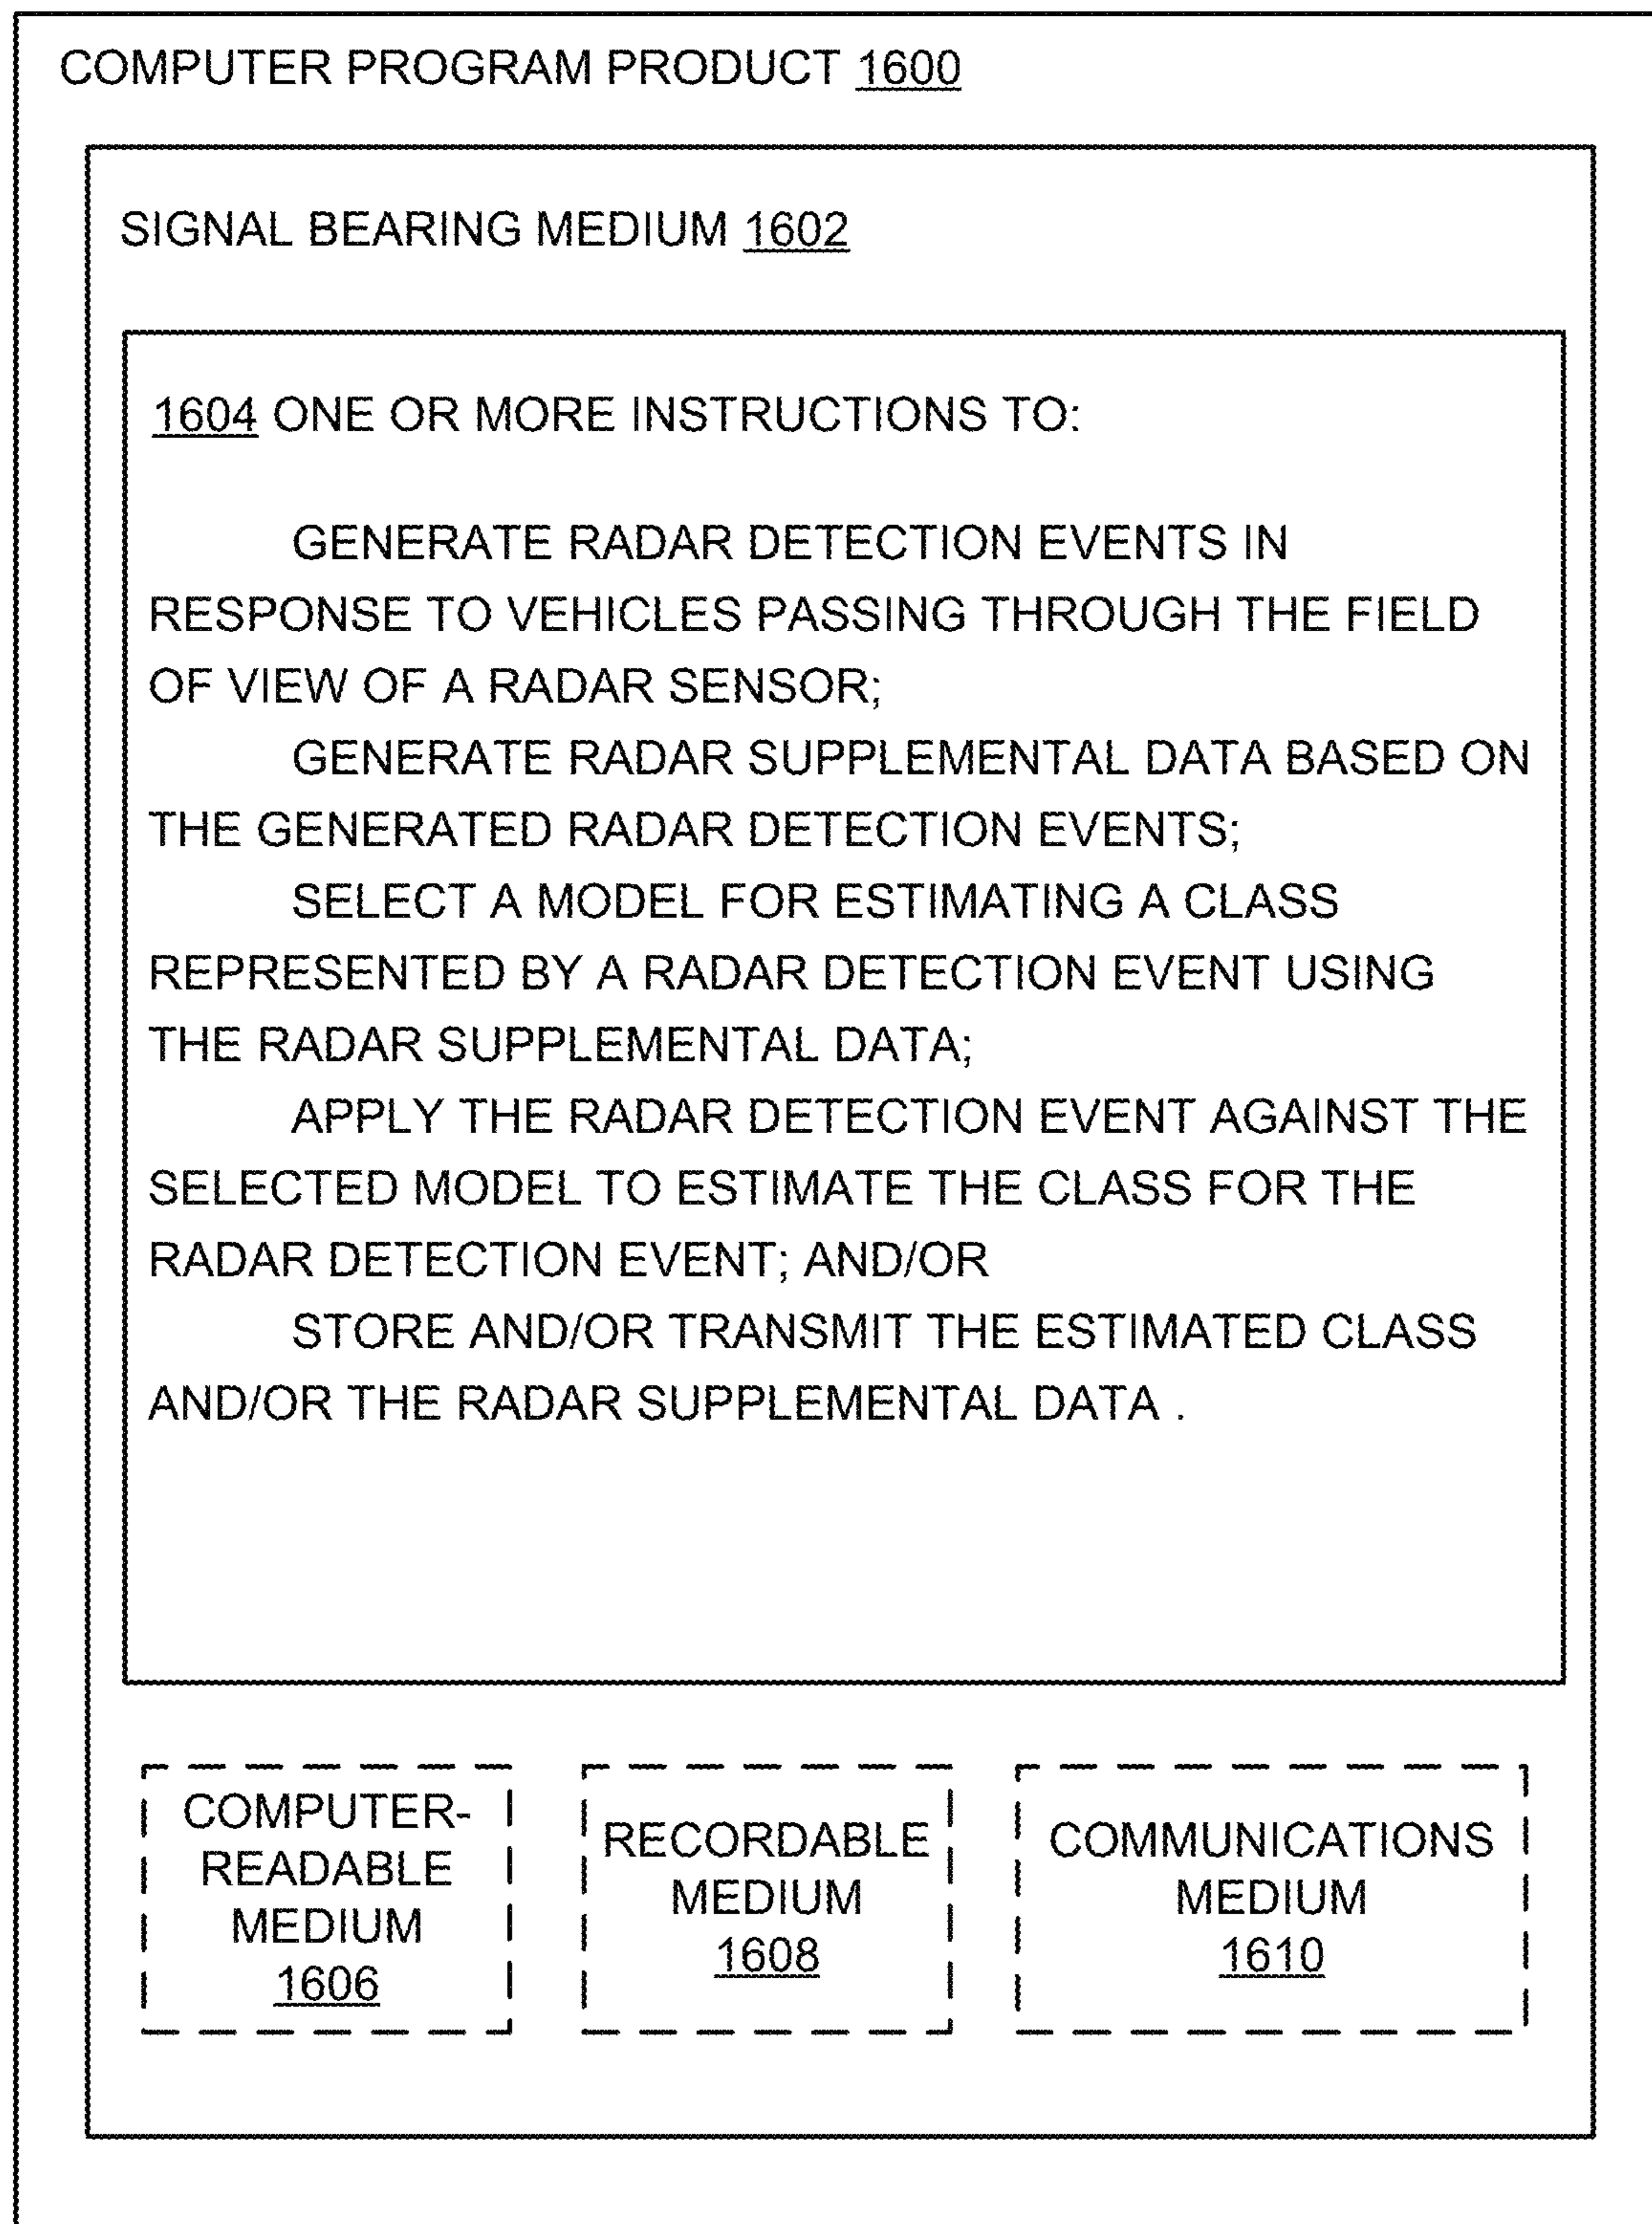 COMPUTER PROGRAM PRODUCT 1600
SIGNAL BEARING MEDIUM 1602
1604 ONE OR MORE INSTRUCTIONS TO:
GENERATE RADAR DETECTION EVENTS IN
RESPONSE TO VEHICLES PASSING THROUGH THE FIELD
OF VIEW OF A RADAR SENSOR;
GENERATE RADAR SUPPLEMENTAL DATA BASED ON
THE GENERATED RADAR DETECTION EVENTS;
SELECT A MODEL FOR ESTIMATING A CLASS
REPRESENTED BY A RADAR DETECTION EVENT USING
THE RADAR SUPPLEMENTAL DATA;
APPLY THE RADAR DETECTION EVENT AGAINST THE
SELECTED MODEL TO ESTIMATE THE CLASS FOR THE
RADAR DETECTION EVENT; AND/OR
STORE AND/OR TRANSMIT THE ESTIMATED CLASS
AND/OR THE RADAR SUPPLEMENTAL DATA .
COMPUTER-
READABLE
MEDIUM
1606
RECORDABLE
MEDIUM
1608
COMMUNICATIONS
MEDIUM
1610